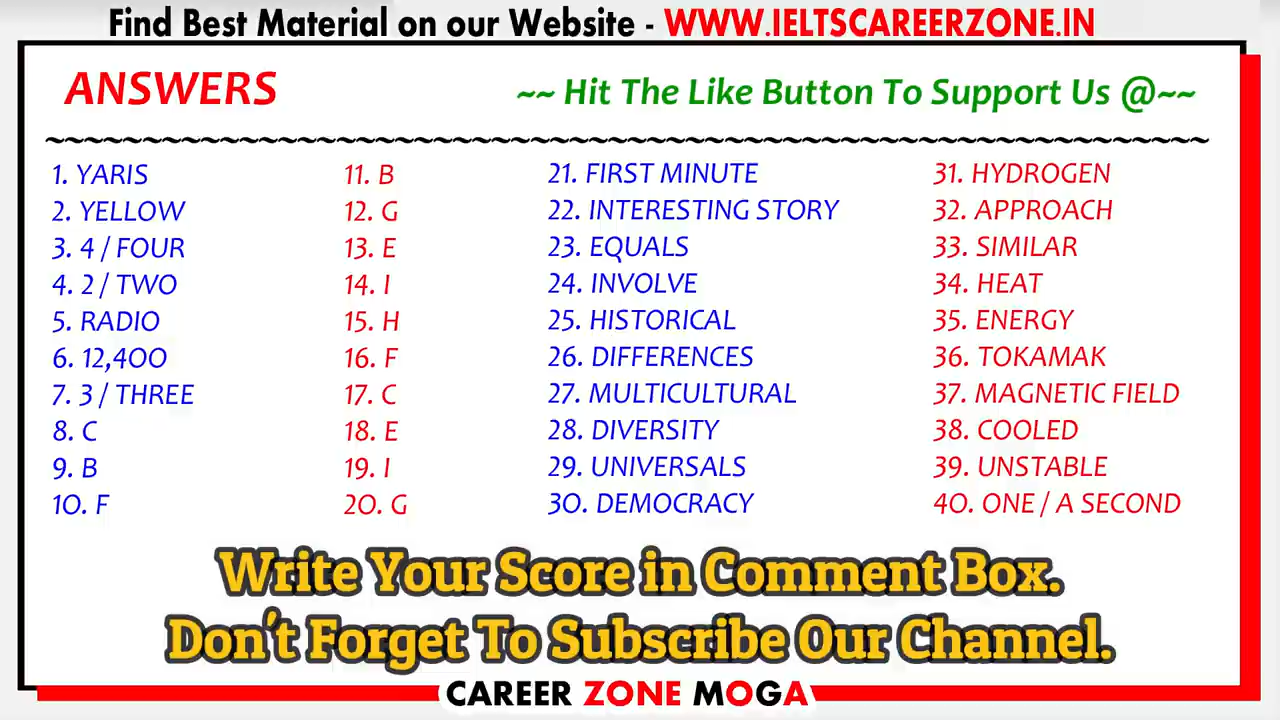 Find Best Material on our Website - WWW.IELTSCAREERZONE.IN
ANSWERS
~~ Hit The Like Button To Support Us @~~
1. YARIS
2. YELLOW
3. 4 / FOUR
4. 2 / TWO
5. RADIO
6. 12,400
7. 3 / THREE
8. C
9. B
10. F
11. B
12. G
13. E
14. I
15. H
16. F
17. C
18. E
19. I
20. G
21. FIRST MINUTE
22. INTERESTING STORY
23. EQUALS
24. INVOLVE
25. HISTORICAL
26. DIFFERENCES
27. MULTICULTURAL
28. DIVERSITY
29. UNIVERSALS
30. DEMOCRACY
31. HYDROGEN
32. APPROACH
33. SIMILAR
34. HEAT
35. ENERGY
36. TOKAMAK
37. MAGNETIC FIELD
38. COOLED
39. UNSTABLE
40. ONE / A SECOND
Write Your Score in Comment Box.
Don't Forget To Subscribe Our Channel.
CAREER ZONE MOGA